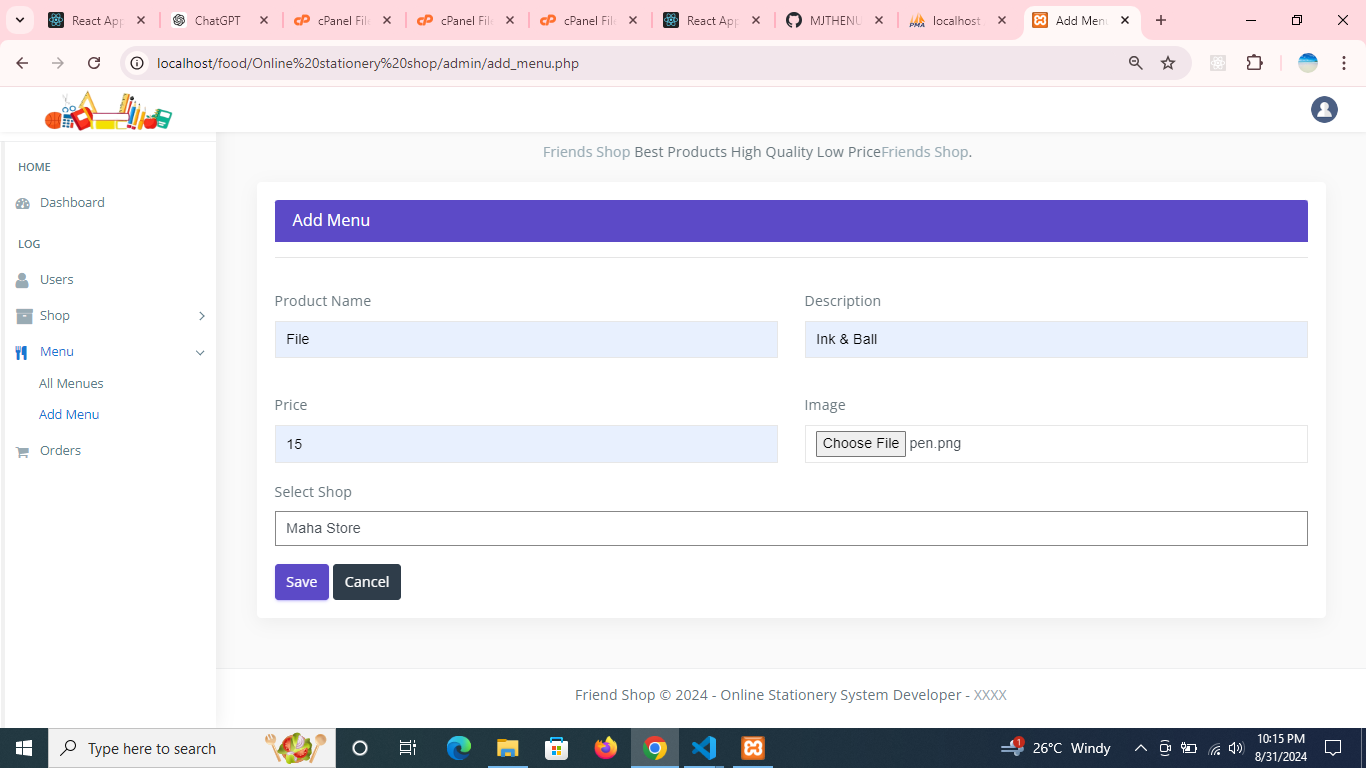 React App
ChatGPT
cPanel File
cPanel File
cPanel File
React App
MJTHENU
localhost
Add Menu
localhost/food/Online%20stationery%20shop/admin/add_menu.php
Friends Shop Best Products High Quality Low PriceFriends Shop.
HOME
Dashboard
LOG
Users
Shop
Menu
All Menues
Add Menu
Orders
Add Menu
Product Name
Description
File
Ink & Ball
Price
Image
15
Choose File pen.png
Select Shop
Maha Store
Save
Cancel
Friend Shop © 2024 - Online Stationery System Developer - XXXX
Type here to search
1
26°C Windy
10:15 PM
8/31/2024